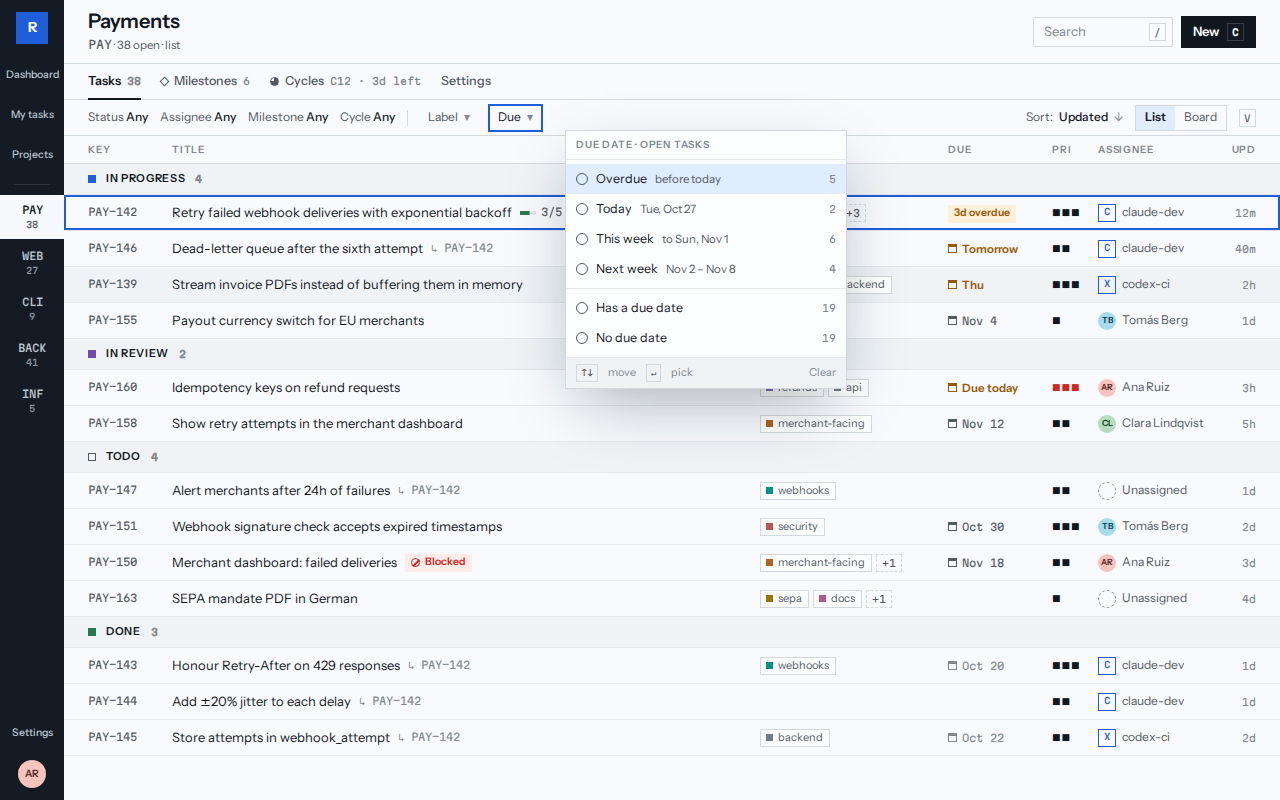 R
Dashboard
My tasks
Projects
PAY
38
WEB
27
CLI
9
BACK
41
INF
5
Settings
AR
Payments
PAY · 38 open · list
Search /
New C
Tasks 38 Milestones 6 Cycles C12 · 3d left Settings
Status Any Assignee Any Milestone Any Cycle Any Label ▾ Due ▾
Sort: Updated ↓ List Board V
KEY TITLE DUE PRI ASSIGNEE UPD
DUE DATE · OPEN TASKS
Overdue before today 5
Today Tue, Oct 27 2
This week to Sun, Nov 1 6
Next week Nov 2 – Nov 8 4
Has a due date 19
No due date 19
↑↓ move ↵ pick Clear
IN PROGRESS 4
PAY-142 Retry failed webhook deliveries with exponential backoff 3/5 +3 3d overdue C claude-dev 12m
PAY-146 Dead-letter queue after the sixth attempt ↳ PAY-142 Tomorrow C claude-dev 40m
PAY-139 Stream invoice PDFs instead of buffering them in memory ackend Thu X codex-ci 2h
PAY-155 Payout currency switch for EU merchants Nov 4 TB Tomás Berg 1d
IN REVIEW 2
PAY-160 Idempotency keys on refund requests refunds api Due today AR Ana Ruiz 3h
PAY-158 Show retry attempts in the merchant dashboard merchant-facing Nov 12 CL Clara Lindqvist 5h
TODO 4
PAY-147 Alert merchants after 24h of failures ↳ PAY-142 webhooks Unassigned 1d
PAY-151 Webhook signature check accepts expired timestamps security Oct 30 TB Tomás Berg 2d
PAY-150 Merchant dashboard: failed deliveries Blocked merchant-facing +1 Nov 18 AR Ana Ruiz 3d
PAY-163 SEPA mandate PDF in German sepa docs +1 Unassigned 4d
DONE 3
PAY-143 Honour Retry-After on 429 responses ↳ PAY-142 webhooks Oct 20 C claude-dev 1d
PAY-144 Add ±20% jitter to each delay ↳ PAY-142 C claude-dev 1d
PAY-145 Store attempts in webhook_attempt ↳ PAY-142 backend Oct 22 X codex-ci 2d